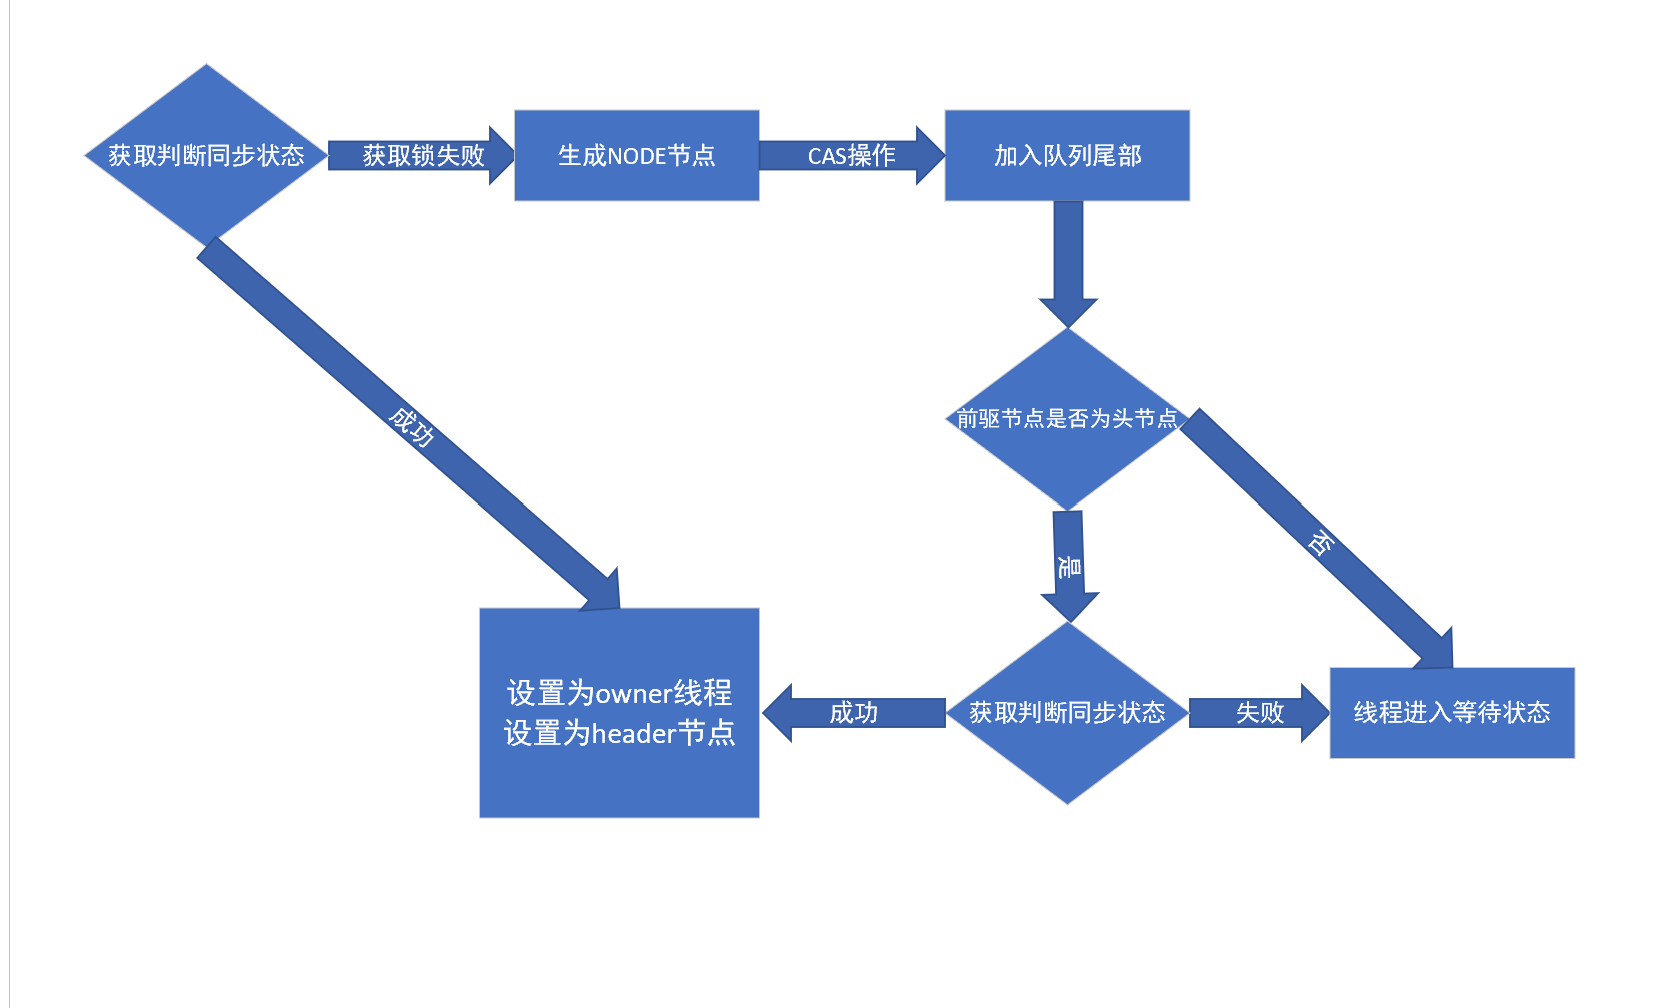 获取判断同步状态
获取锁失败
生成NODE节点
CAS操作
加入队列尾部
前驱节点是否为头节点
成功
否
是
设置为owner线程
设置为header节点
成功
获取判断同步状态
失败
线程进入等待状态